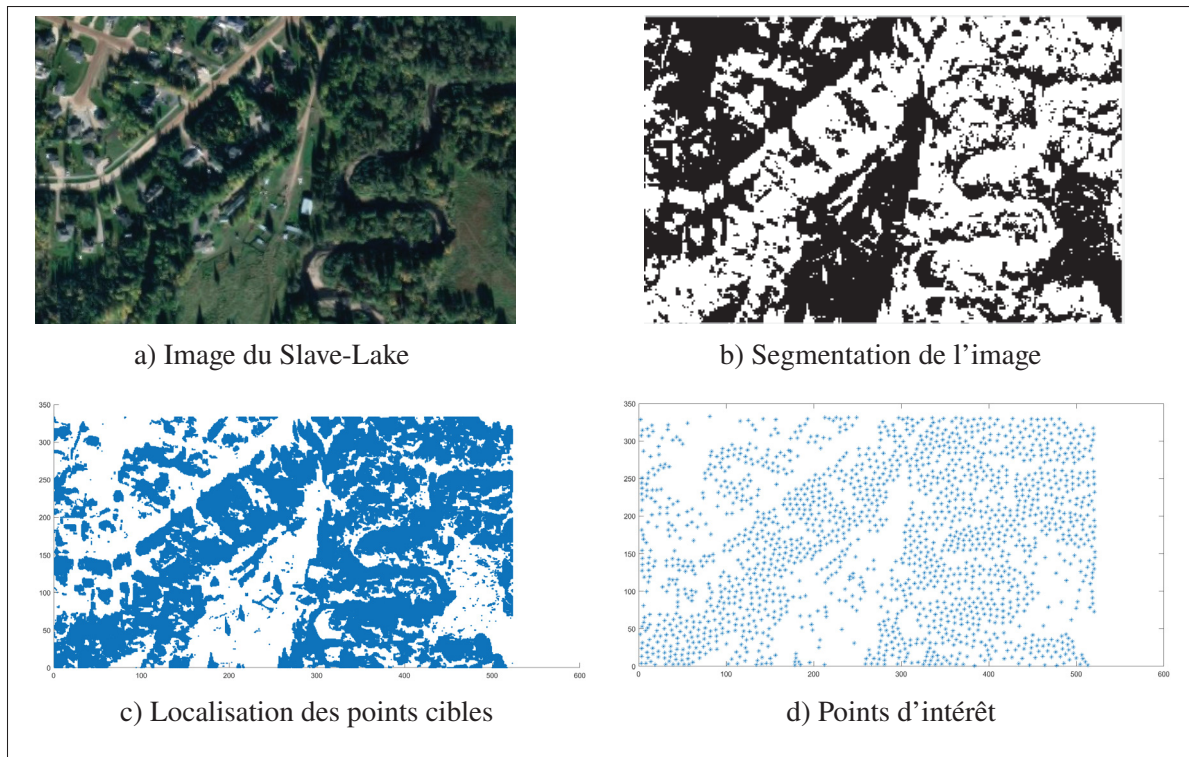 a) Image du Slave-Lake
b) Segmentation de l'image
350
300
250
200
150
100
50
0
0 100 200 300 400 500 600
c) Localisation des points cibles
350
300
250
200
150
100
50
0
0 100 200 300 400 500 600
d) Points d'intérêt